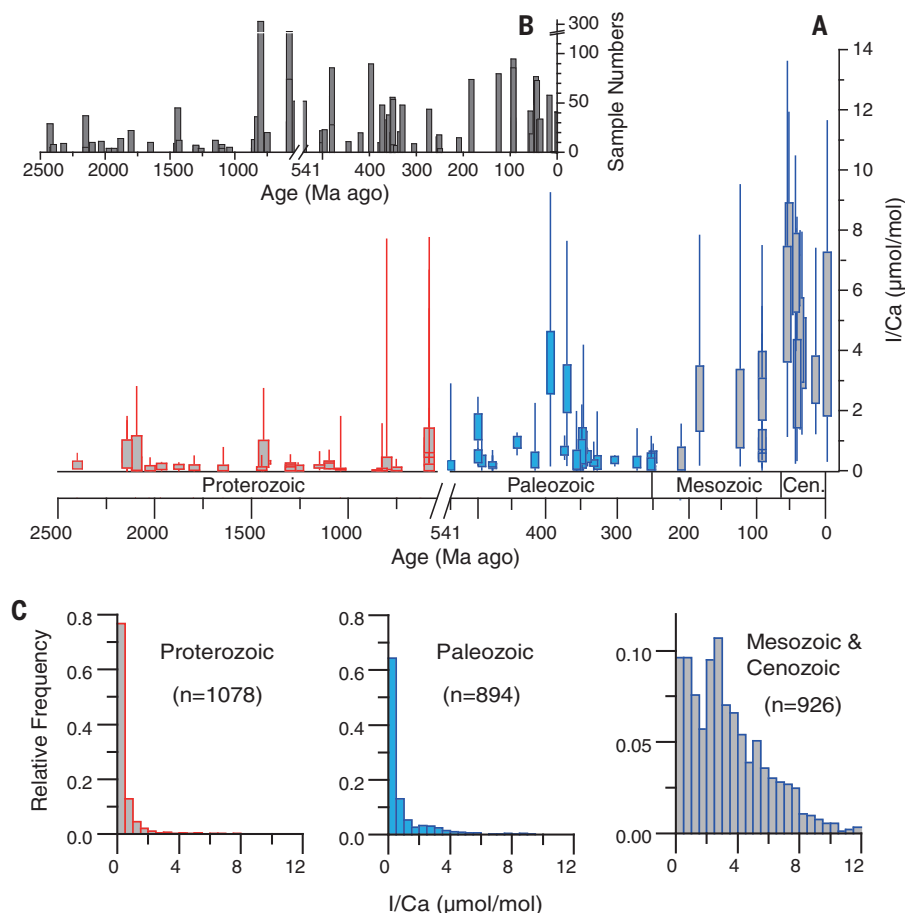 B
A
300
100
50
0
Sample Numbers
2500
2000
1500
1000
541
400
300
200
100
0
Age (Ma ago)
14
12
10
8
6
4
2
0
I/Ca (μmol/mol)
Proterozoic
Paleozoic
Mesozoic
Cen.
2500
2000
1500
1000
541
400
300
200
100
0
Age (Ma ago)
C
Relative Frequency
0.8
0.6
0.4
0.2
0.0
Proterozoic
(n=1078)
0
4
8
12
0.8
0.6
0.4
0.2
0.0
Paleozoic
(n=894)
0
4
8
12
0.10
0.05
0.00
Mesozoic &
Cenozoic
(n=926)
0
4
8
12
I/Ca (μmol/mol)